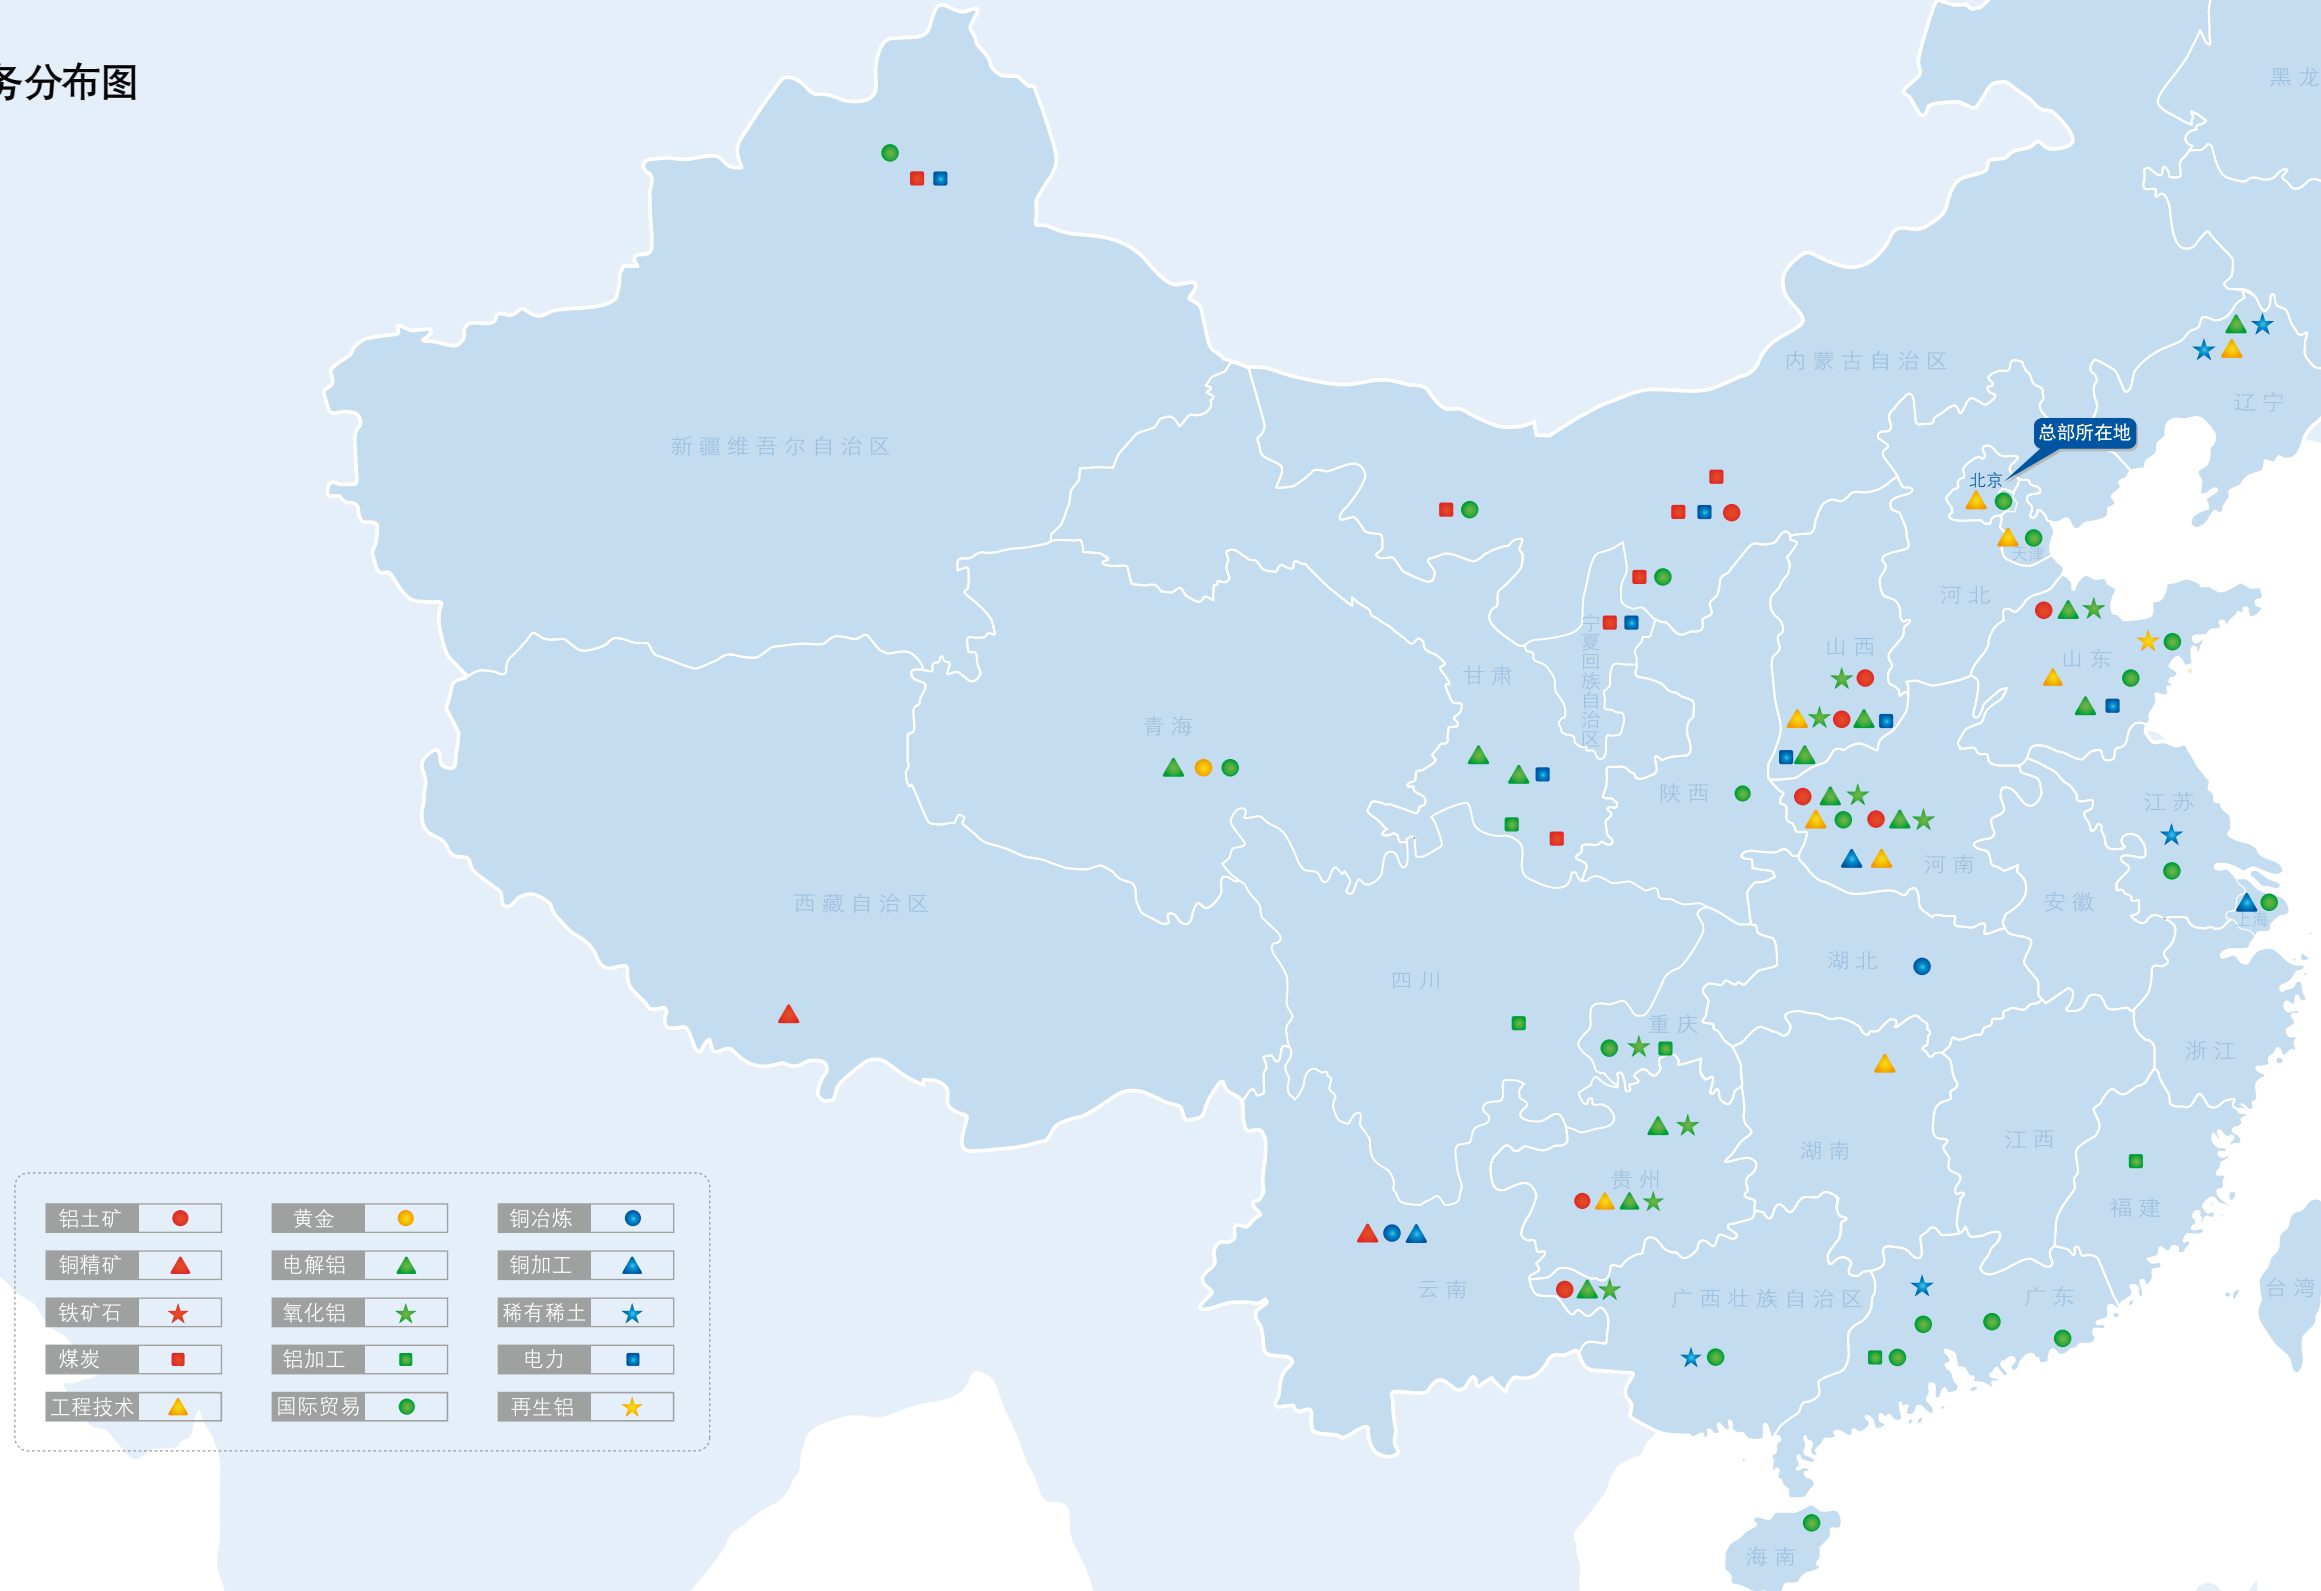 务分布图
黑龙
内蒙古自治区
辽宁
总部所在地
新疆维吾尔自治区
北京
天津
河北
宁夏回族自治区
山西
山东
甘肃
青海
陕西
江苏
河南
西藏自治区
安徽
上海
湖北
四川
重庆
浙江
江西
湖南
贵州
福建
云南
广西壮族自治区
广东
台湾
海南
铝土矿
黄金
铜冶炼
铜精矿
电解铝
铜加工
铁矿石
氧化铝
稀有稀土
煤炭
铝加工
电力
工程技术
国际贸易
再生铝